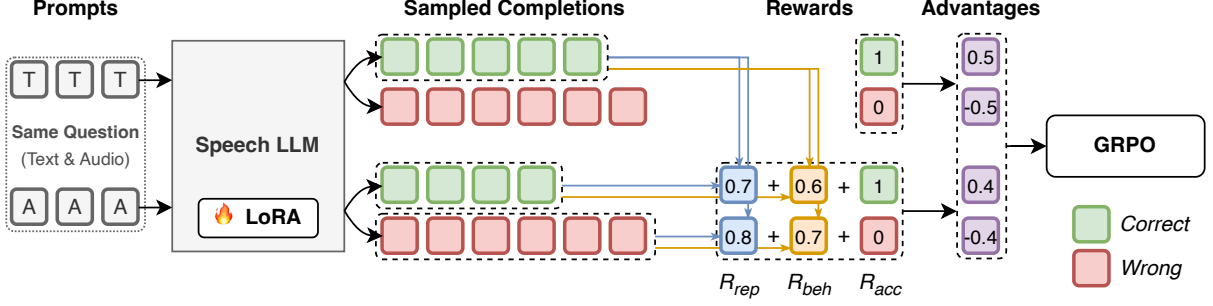 Prompts
Sampled Completions
Rewards
Advantages
T T T
Same Question
(Text & Audio)
A A A
Speech LLM
LoRA
1
0
0.5
-0.5
0.7 + 0.6 + 1
0.8 + 0.7 + 0
0.4
-0.4
GRPO
R_rep R_beh R_acc
Correct
Wrong